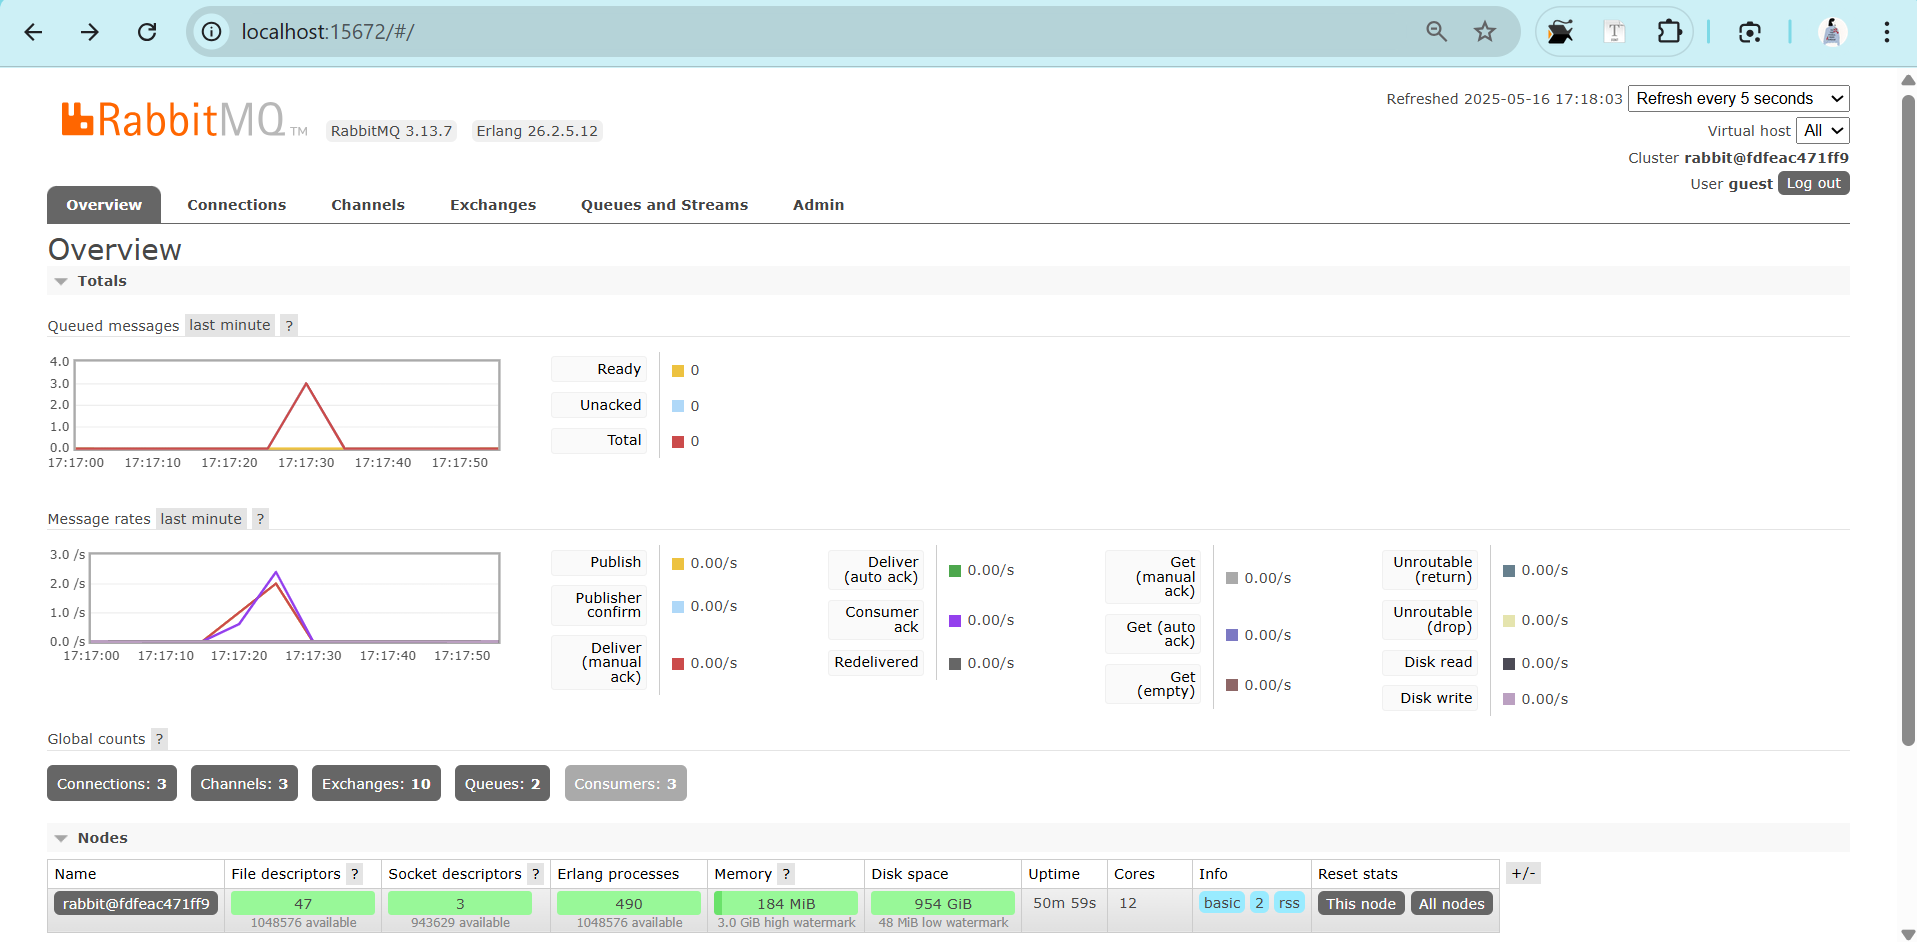 localhost:15672/#/
RabbitMQ TM RabbitMQ 3.13.7 Erlang 26.2.5.12
Refreshed 2025-05-16 17:18:03 Refresh every 5 seconds
Virtual host All
Cluster rabbit@fdfeac471ff9
User guest Log out
Overview Connections Channels Exchanges Queues and Streams Admin
Overview
Totals
Queued messages last minute ?
4.0
3.0
2.0
1.0
0.0
17:17:00 17:17:10 17:17:20 17:17:30 17:17:40 17:17:50
Ready 0
Unacked 0
Total 0
Message rates last minute ?
3.0 /s
2.0 /s
1.0 /s
0.0 /s
17:17:00 17:17:10 17:17:20 17:17:30 17:17:40 17:17:50
Publish 0.00/s
Publisher
confirm 0.00/s
Deliver
(manual
ack) 0.00/s
Deliver
(auto ack) 0.00/s
Consumer
ack 0.00/s
Redelivered 0.00/s
Get
(manual
ack) 0.00/s
Get (auto
ack) 0.00/s
Get
(empty) 0.00/s
Unroutable
(return) 0.00/s
Unroutable
(drop) 0.00/s
Disk read 0.00/s
Disk write 0.00/s
Global counts ?
Connections: 3 Channels: 3 Exchanges: 10 Queues: 2 Consumers: 3
Nodes
Name File descriptors ? Socket descriptors ? Erlang processes Memory ? Disk space Uptime Cores Info Reset stats +/-
rabbit@fdfeac471ff9 47 3 490 184 MiB 954 GiB 50m 59s 12 basic 2 rss This node All nodes
1048576 available 943629 available 1048576 available 3.0 GiB high watermark 48 MiB low watermark